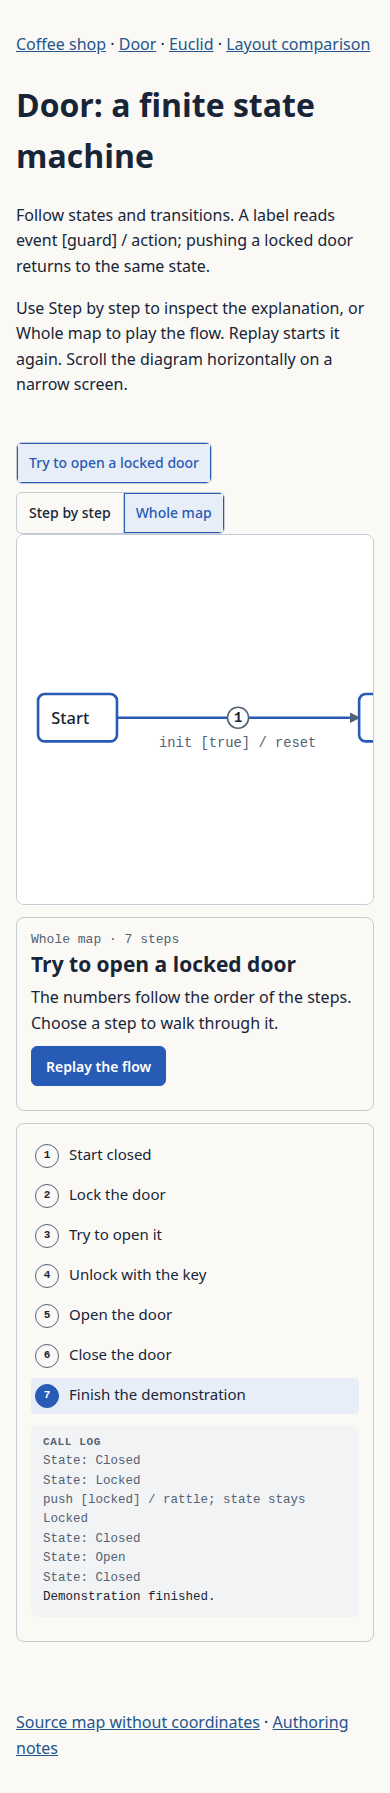 Coffee shop · Door · Euclid · Layout comparison
Door: a finite state
machine
Follow states and transitions. A label reads
event [guard] / action; pushing a locked door
returns to the same state.
Use Step by step to inspect the explanation, or
Whole map to play the flow. Replay starts it
again. Scroll the diagram horizontally on a
narrow screen.
Try to open a locked door
Step by step Whole map
Start 1
init [true] / reset
Whole map · 7 steps
Try to open a locked door
The numbers follow the order of the steps.
Choose a step to walk through it.
Replay the flow
1 Start closed
2 Lock the door
3 Try to open it
4 Unlock with the key
5 Open the door
6 Close the door
7 Finish the demonstration
CALL LOG
State: Closed
State: Locked
push [locked] / rattle; state stays
Locked
State: Closed
State: Open
State: Closed
Demonstration finished.
Source map without coordinates · Authoring
notes